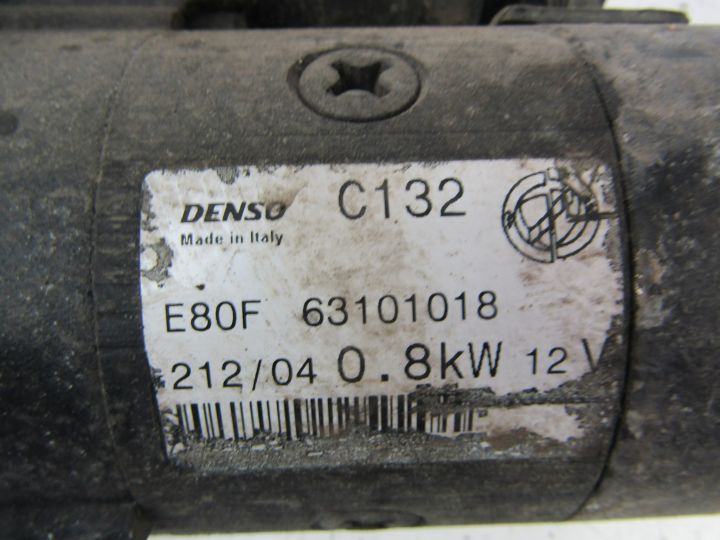 DENSO C132
Made in Italy
E80F 63101018
212/04 0.8kW 12 V